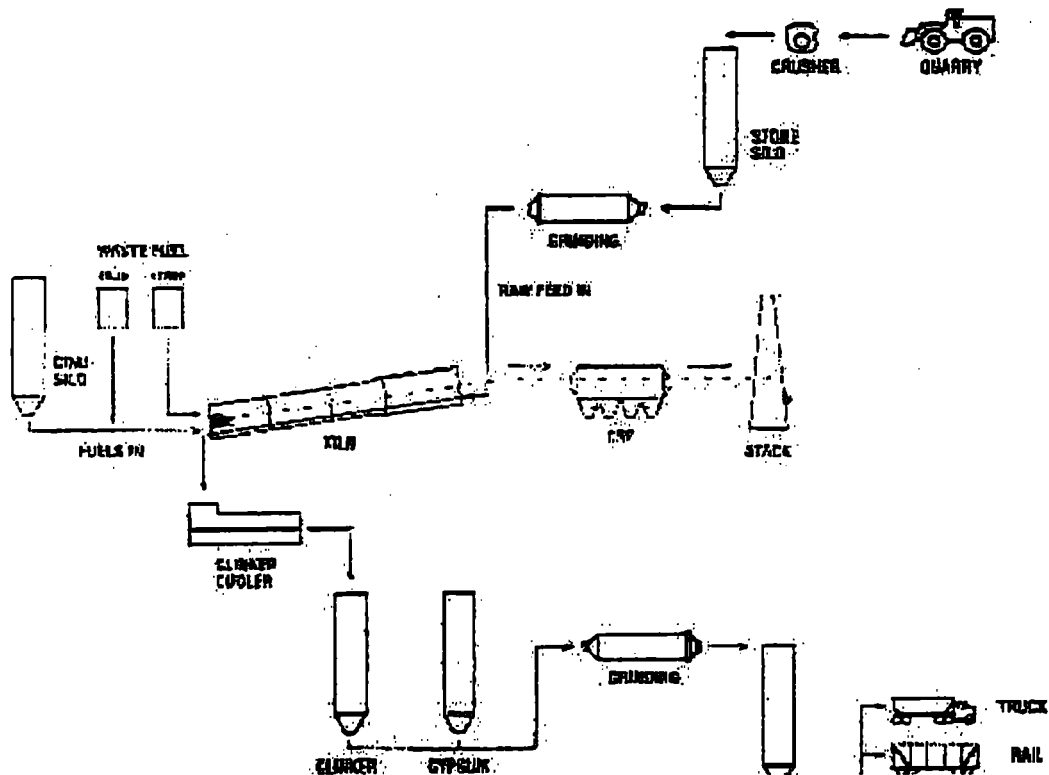 CRUSHER
QUARRY
STONE
SILO
GRINDING
WASTE FUEL
RAW FEED IN
COAL
SILO
FUELS IN
KILN
STACK
CLINKER
COOLER
GRINDING
TRUCK
RAIL
CLINKER
GYPSUM